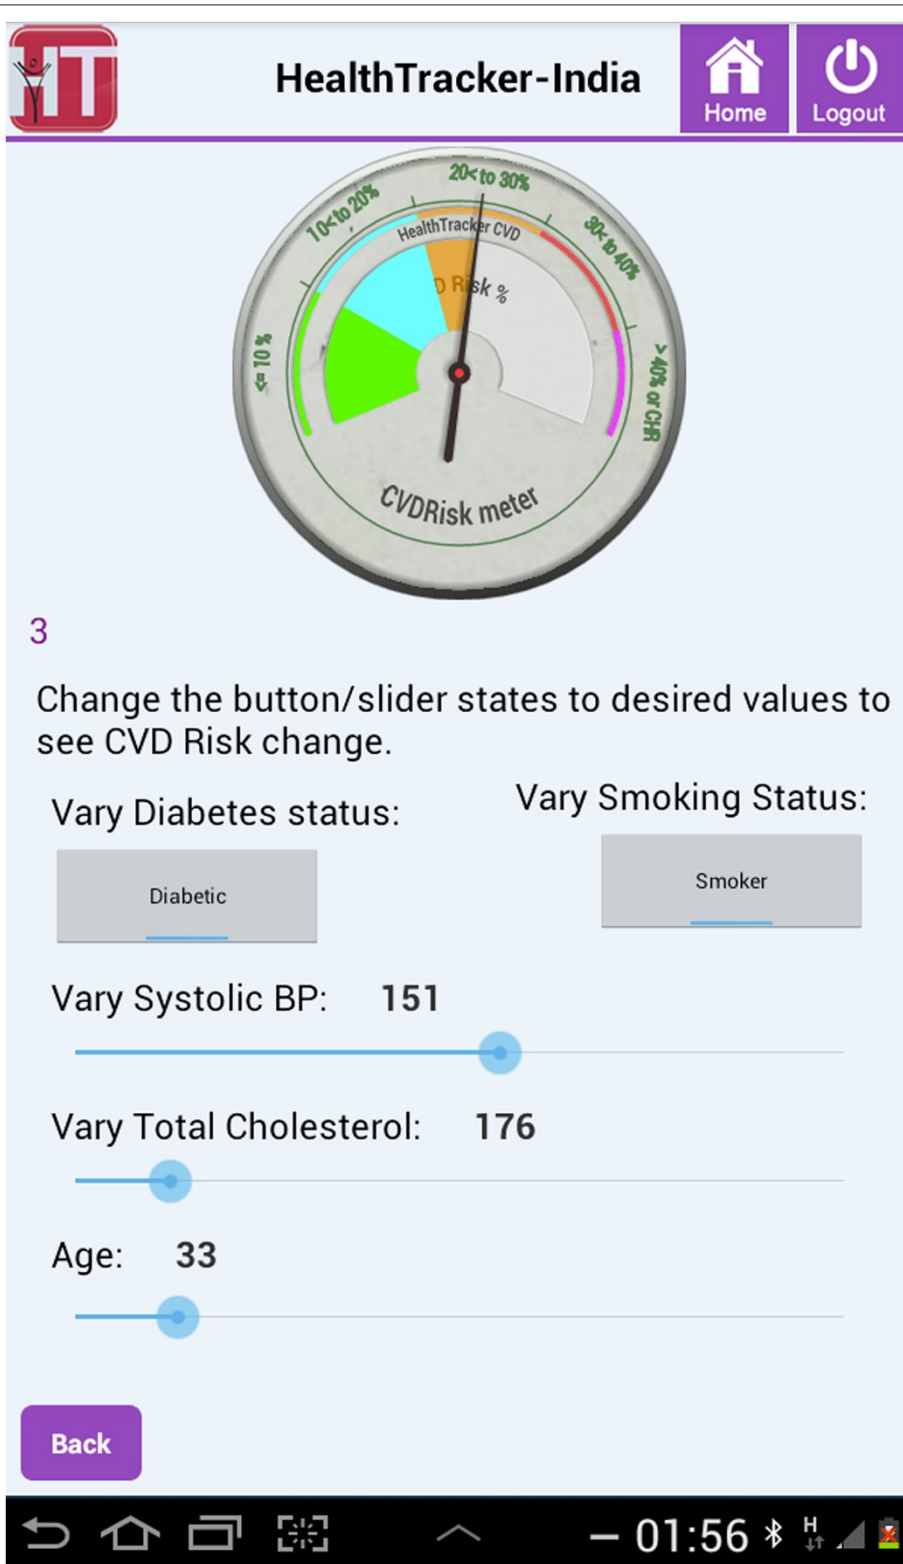 HT
HealthTracker-India
Home
Logout
<= 10 %
10< to 20%
20< to 30%
30< to 40%
> 40% or CHR
HealthTracker CVD
D Risk %
CVDRisk meter
3
Change the button/slider states to desired values to
see CVD Risk change.
Vary Diabetes status:
Vary Smoking Status:
Diabetic
Smoker
Vary Systolic BP: 151
Vary Total Cholesterol: 176
Age: 33
Back
01:56
H